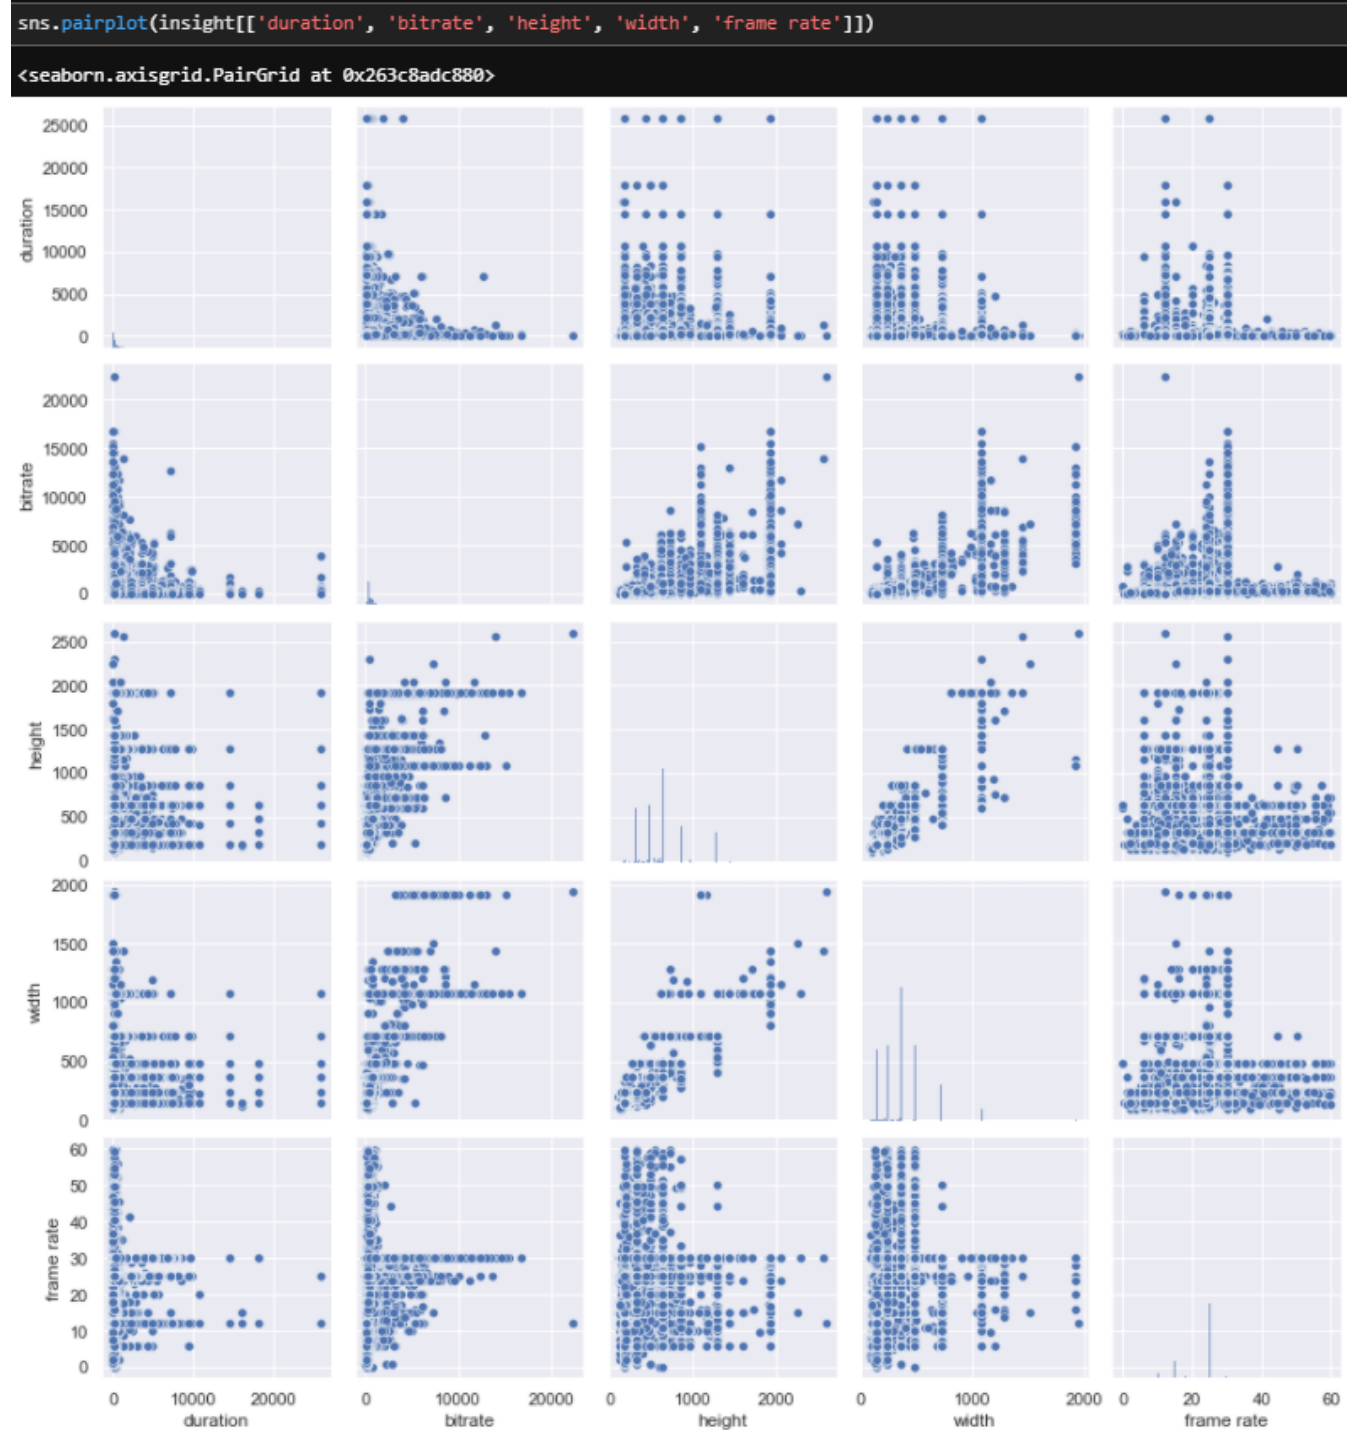 sns.pairplot(insight[['duration', 'bitrate', 'height', 'width', 'frame rate']])
<seaborn.axisgrid.PairGrid at 0x263c8adc880>
25000
20000
15000
10000
5000
0
duration
20000
15000
10000
5000
0
bitrate
2500
2000
1500
1000
500
0
height
2000
1500
1000
500
0
width
60
50
40
30
20
10
0
frame rate
0 10000 20000
duration
0 10000 20000
bitrate
0 1000 2000
height
0 1000 2000
width
0 20 40 60
frame rate